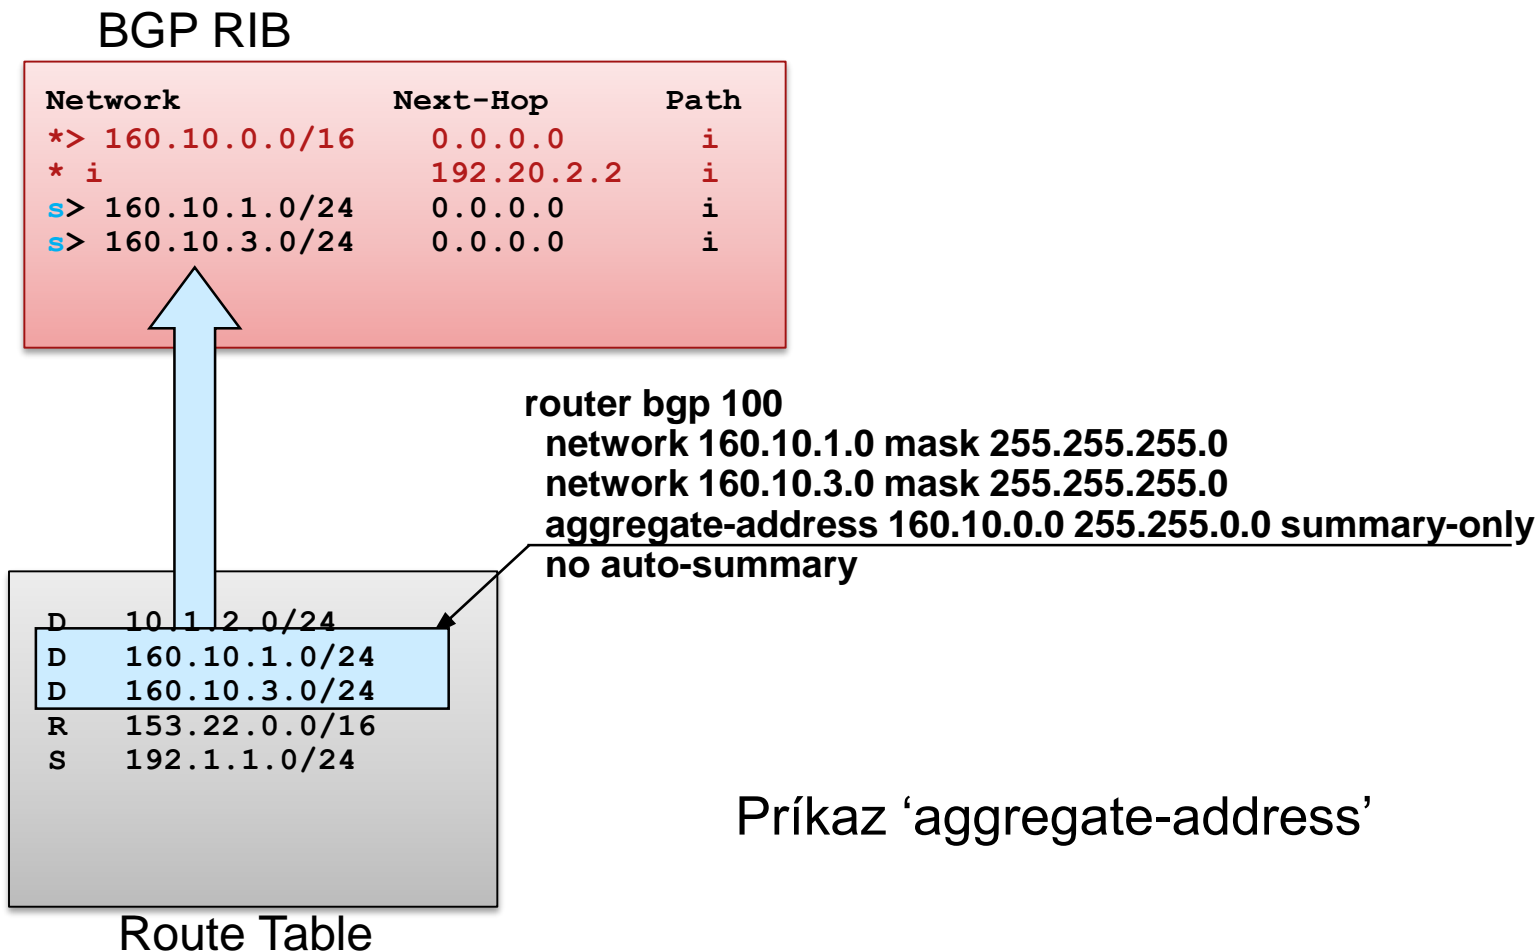 BGP RIB
Network Next-Hop Path
*> 160.10.0.0/16 0.0.0.0 i
* i 192.20.2.2 i
s> 160.10.1.0/24 0.0.0.0 i
s> 160.10.3.0/24 0.0.0.0 i
router bgp 100
network 160.10.1.0 mask 255.255.255.0
network 160.10.3.0 mask 255.255.255.0
aggregate-address 160.10.0.0 255.255.0.0 summary-only
no auto-summary
D 10.1.2.0/24
D 160.10.1.0/24
D 160.10.3.0/24
R 153.22.0.0/16
S 192.1.1.0/24
Príkaz ‘aggregate-address’
Route Table